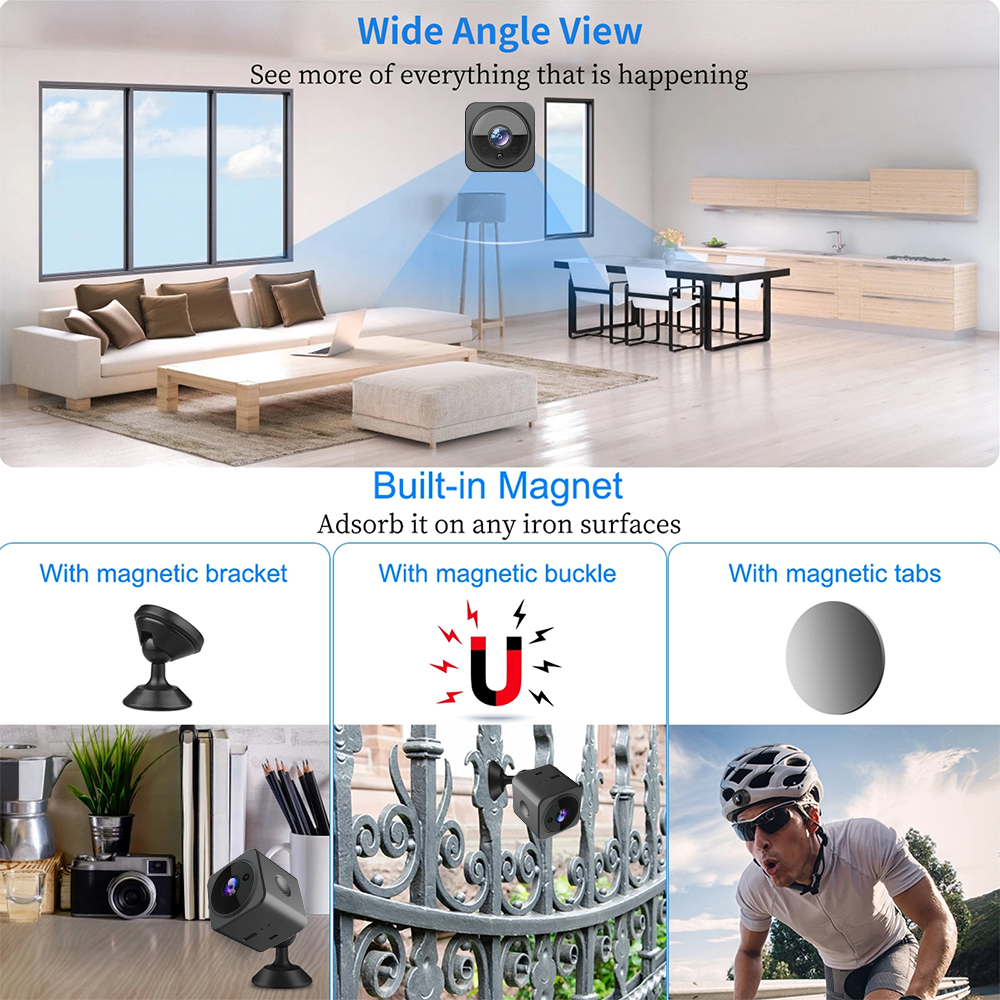 Wide Angle View
See more of everything that is happening
Built-in Magnet
Adsorb it on any iron surfaces
With magnetic bracket
With magnetic buckle
With magnetic tabs